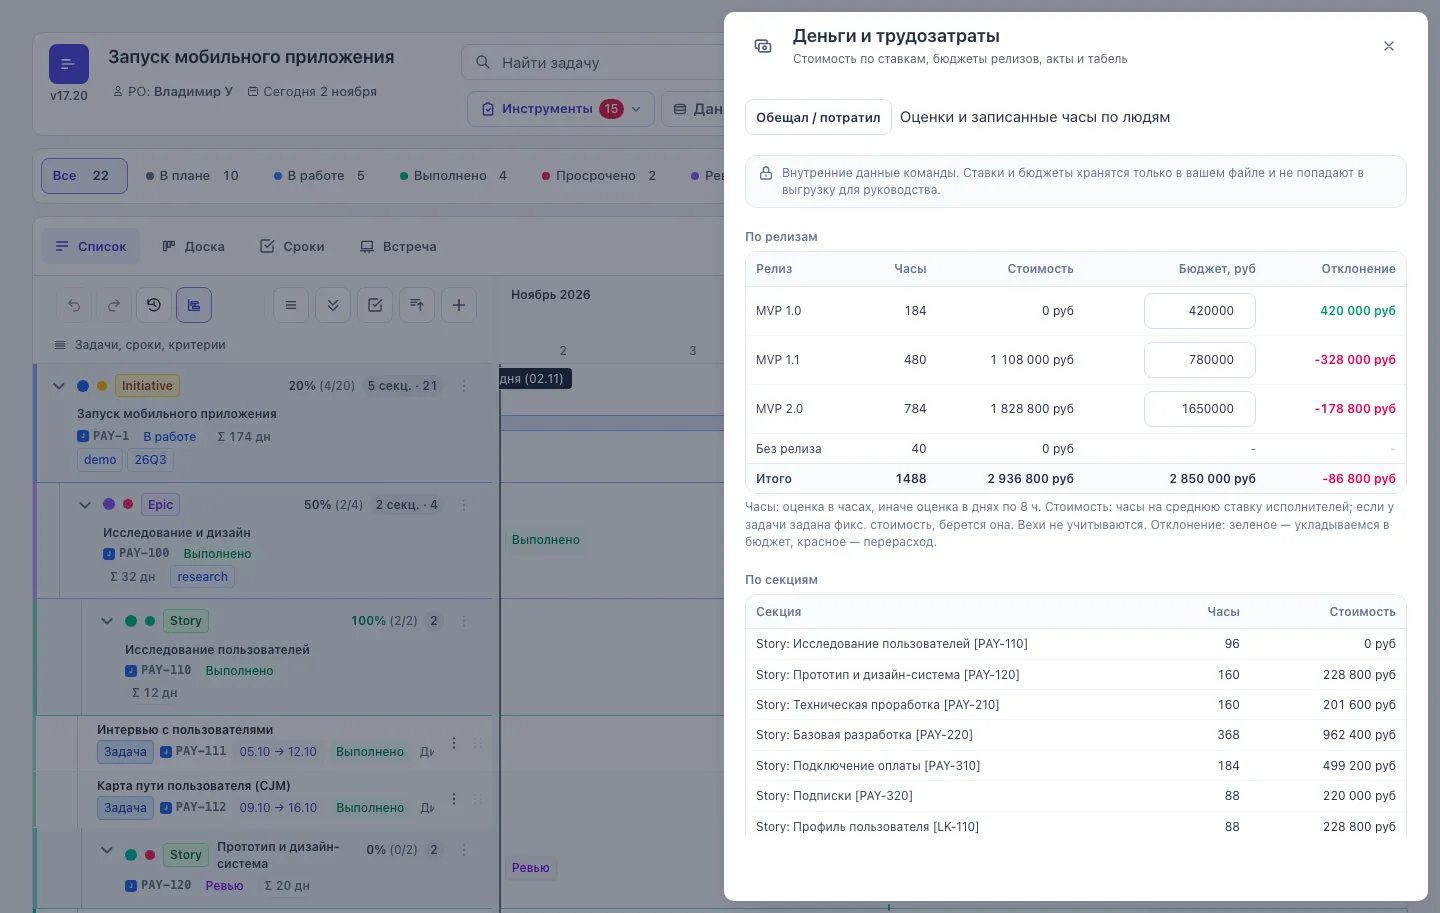 Запуск мобильного приложения
v17.20
PO: Владимир У
Сегодня 2 ноября
Найти задачу
Инструменты 15
Все 22
В плане 10
В работе 5
Выполнено 4
Просрочено 2
Список
Доска
Сроки
Встреча
Ноябрь 2026
Задачи, сроки, критерии
2
3
дня (02.11)
Initiative
20% (4/20)
5 секц. · 21
Запуск мобильного приложения
PAY-1
В работе
Σ 174 дн
demo
26Q3
Epic
50% (2/4)
2 секц. · 4
Исследование и дизайн
PAY-100
Выполнено
Σ 32 дн
research
Выполнено
Story
100% (2/2)
2
Исследование пользователей
PAY-110
Выполнено
Σ 12 дн
Интервью с пользователями
Задача
PAY-111
05.10 → 12.10
Выполнено
Карта пути пользователя (CJM)
Задача
PAY-112
09.10 → 16.10
Выполнено
Story
Прототип и дизайн-
система
0% (0/2)
2
PAY-120
Ревью
Σ 20 дн
Ревью
Деньги и трудозатраты
Стоимость по ставкам, бюджеты релизов, акты и табель
Обещал / потратил
Оценки и записанные часы по людям
Внутренние данные команды. Ставки и бюджеты хранятся только в вашем файле и не попадают в
выгрузку для руководства.
По релизам
Релиз Часы Стоимость Бюджет, руб Отклонение
MVP 1.0 184 0 руб 420000 420 000 руб
MVP 1.1 480 1 108 000 руб 780000 -328 000 руб
MVP 2.0 784 1 828 800 руб 1650000 -178 800 руб
Без релиза 40 0 руб - -
Итого 1488 2 936 800 руб 2 850 000 руб -86 800 руб
Часы: оценка в часах, иначе оценка в днях по 8 ч. Стоимость: часы на среднюю ставку исполнителей; если у
задачи задана фикс. стоимость, берется она. Вехи не учитываются. Отклонение: зеленое — укладываемся в
бюджет, красное — перерасход.
По секциям
Секция Часы Стоимость
Story: Исследование пользователей [PAY-110] 96 0 руб
Story: Прототип и дизайн-система [PAY-120] 160 228 800 руб
Story: Техническая проработка [PAY-210] 160 201 600 руб
Story: Базовая разработка [PAY-220] 368 962 400 руб
Story: Подключение оплаты [PAY-310] 184 499 200 руб
Story: Подписки [PAY-320] 88 220 000 руб
Story: Профиль пользователя [LK-110] 88 228 800 руб